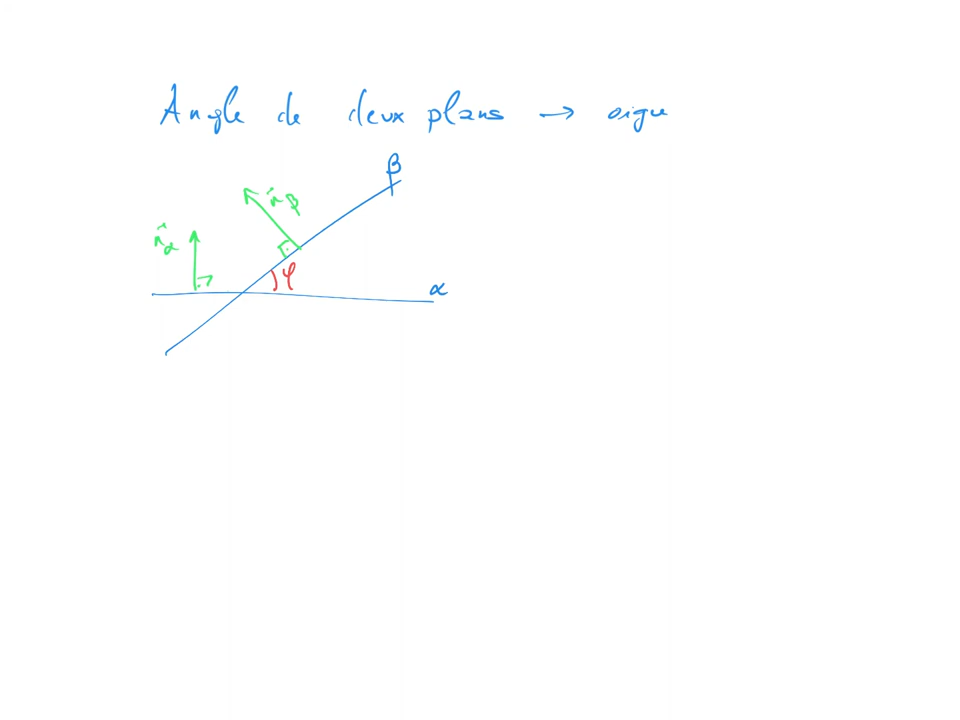 Angle de deux plans → aigu
β
n⃗β
n⃗α
φ
α